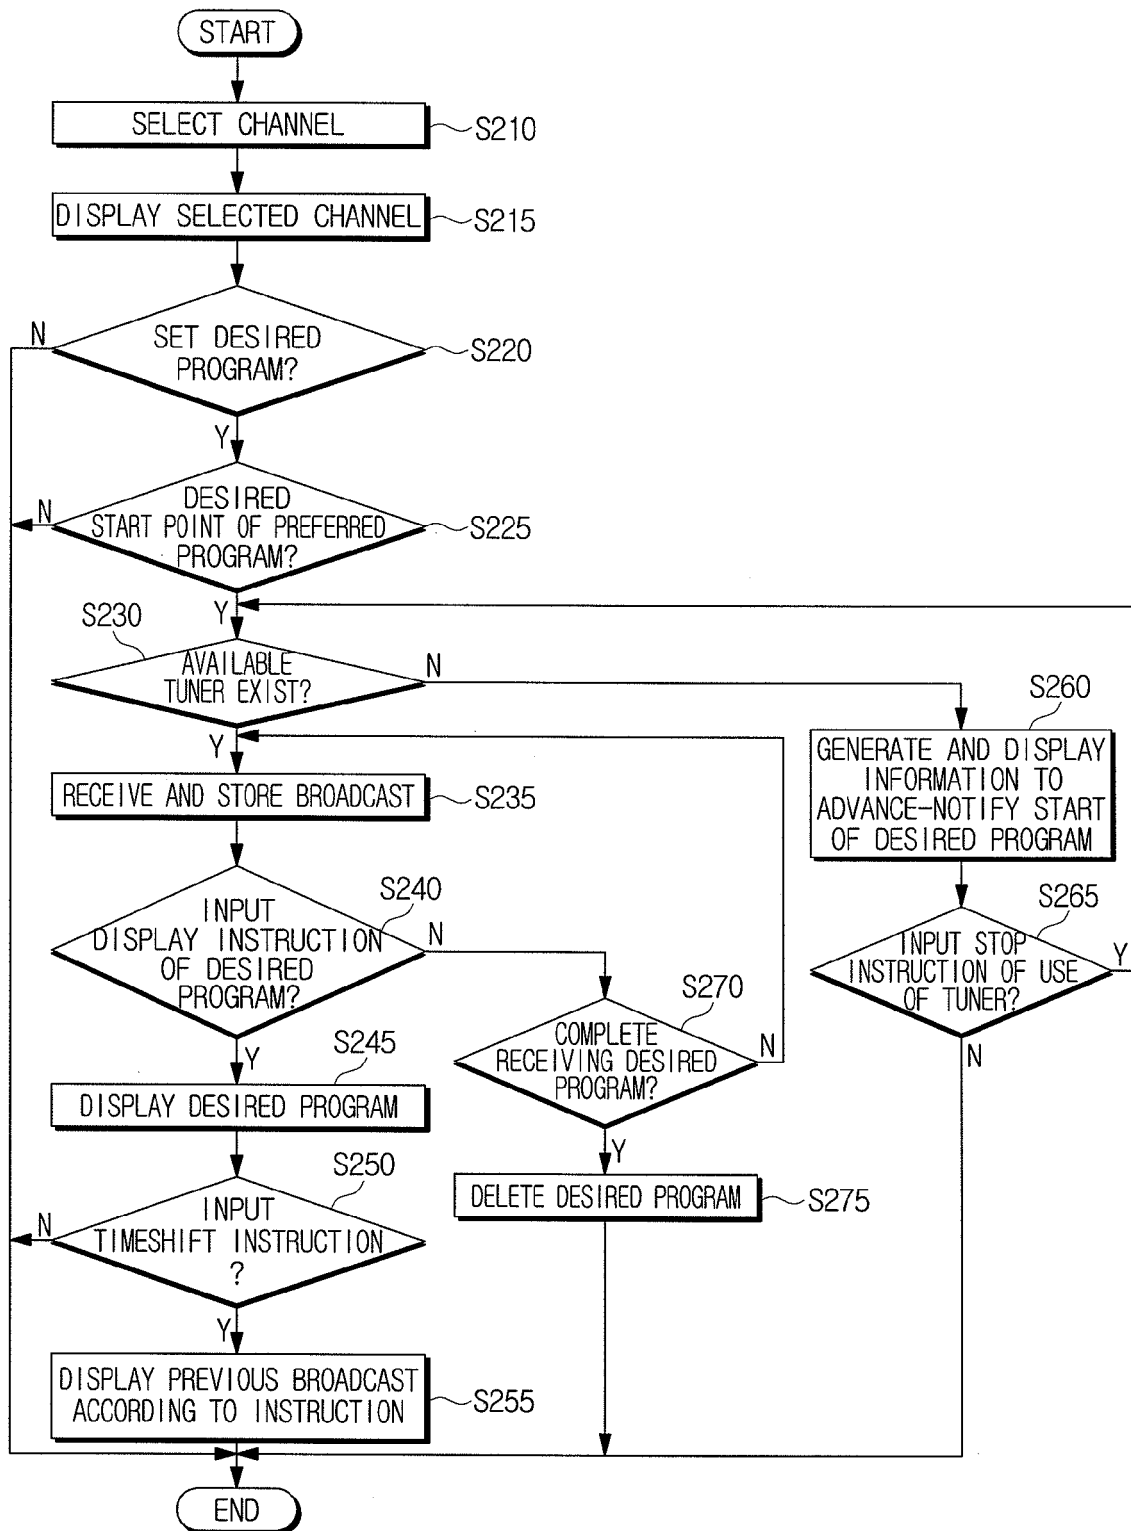 START
SELECT CHANNEL
S210
DISPLAY SELECTED CHANNEL
S215
SET DESIRED
PROGRAM?
S220
N
Y
DESIRED
START POINT OF PREFERRED
PROGRAM?
S225
N
Y
S230
AVAILABLE
TUNER EXIST?
N
Y
S260
GENERATE AND DISPLAY
INFORMATION TO
ADVANCE-NOTIFY START
OF DESIRED PROGRAM
RECEIVE AND STORE BROADCAST
S235
S265
INPUT STOP
INSTRUCTION OF USE
OF TUNER?
Y
N
S240
INPUT
DISPLAY INSTRUCTION
OF DESIRED
PROGRAM?
N
Y
S270
COMPLETE
RECEIVING DESIRED
PROGRAM?
N
Y
S245
DISPLAY DESIRED PROGRAM
DELETE DESIRED PROGRAM
S275
S250
INPUT
TIMESHIFT INSTRUCTION
?
N
Y
DISPLAY PREVIOUS BROADCAST
ACCORDING TO INSTRUCTION
S255
END